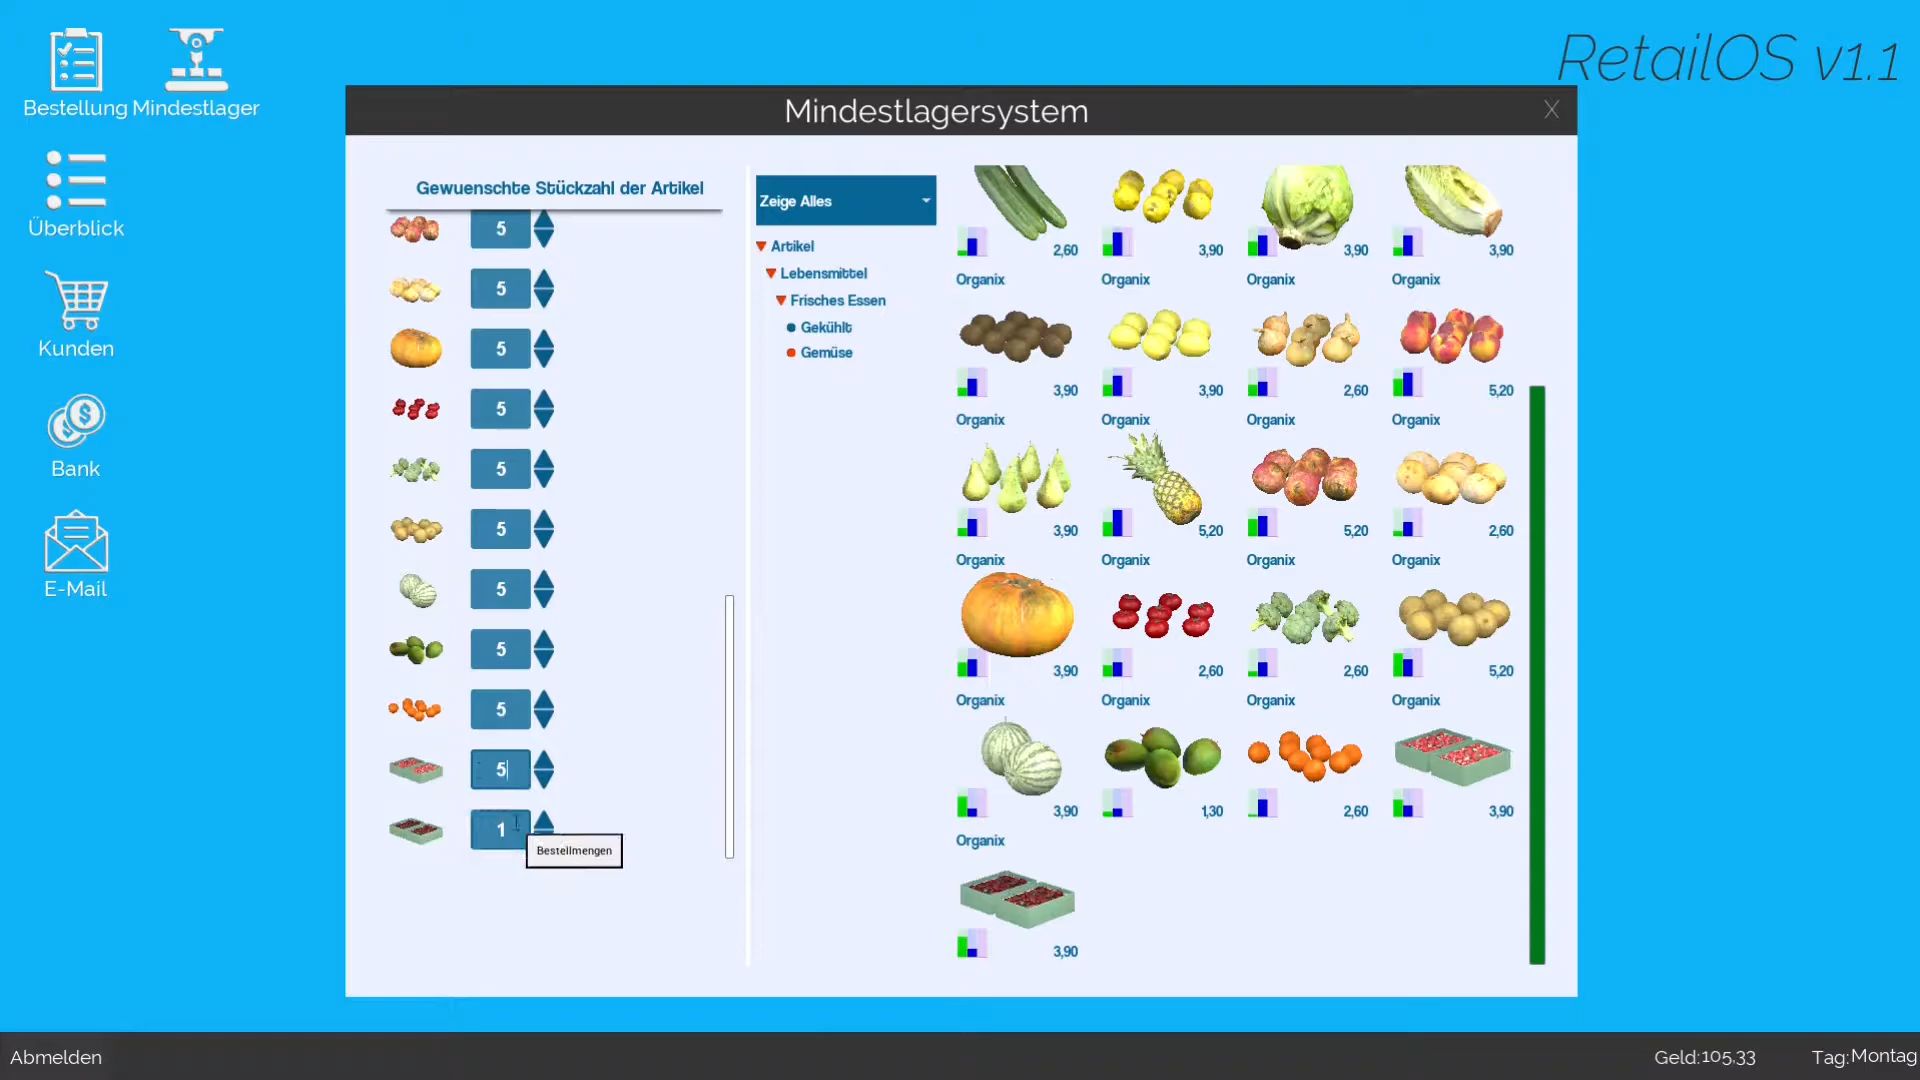 RetailOS v1.1
Bestellung
Mindestlager
Überblick
Kunden
Bank
E-Mail
Mindestlagersystem
X
Gewuenschte Stückzahl der Artikel
5
5
5
5
5
5
5
5
5
5
1
Bestellmengen
Zeige Alles
Artikel
Lebensmittel
Frisches Essen
Gekühlt
Gemüse
2,60 3,90 3,90 3,90
Organix Organix Organix Organix
3,90 3,90 2,60 5,20
Organix Organix Organix Organix
3,90 5,20 5,20 2,60
Organix Organix Organix Organix
3,90 2,60 2,60 5,20
Organix Organix Organix Organix
3,90 1,30 2,60 3,90
Organix
3,90
Abmelden
Geld:105,33
Tag:Montag